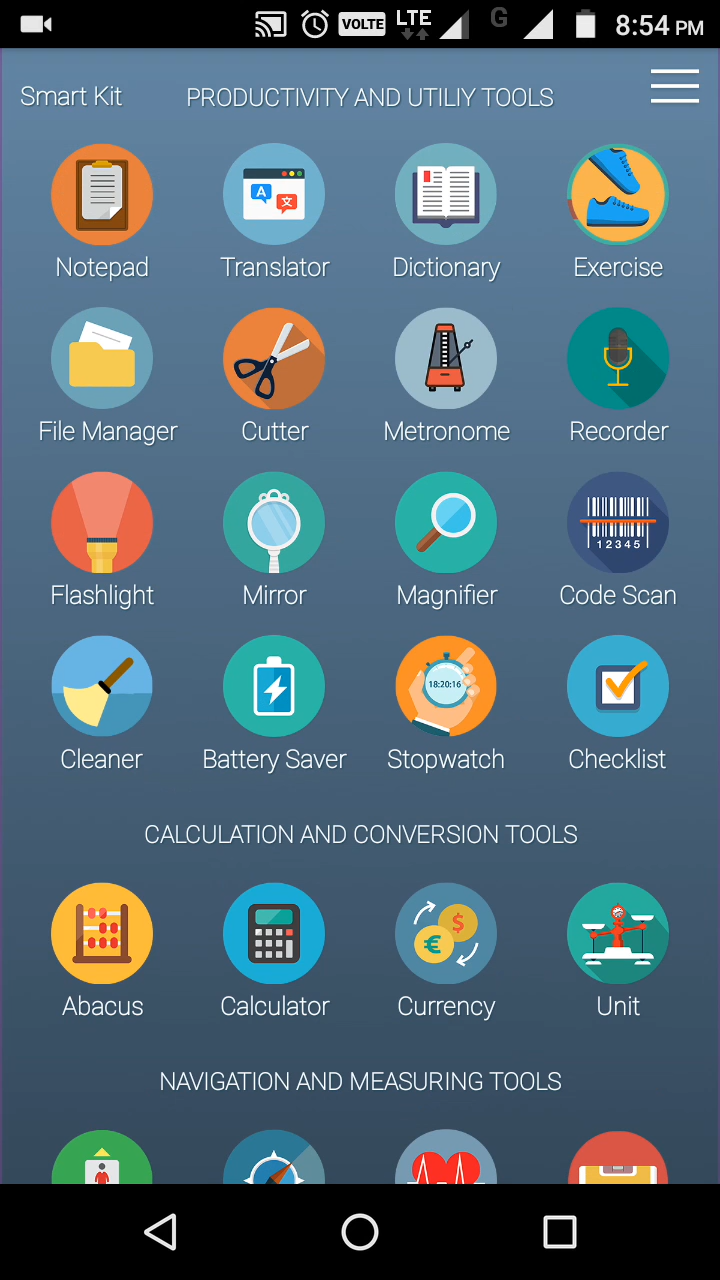 VOLTE LTE G 8:54 PM
Smart Kit PRODUCTIVITY AND UTILIY TOOLS
A 文
Notepad Translator Dictionary Exercise
File Manager Cutter Metronome Recorder
12345
Flashlight Mirror Magnifier Code Scan
18:20:16
Cleaner Battery Saver Stopwatch Checklist
CALCULATION AND CONVERSION TOOLS
$
€
Abacus Calculator Currency Unit
NAVIGATION AND MEASURING TOOLS